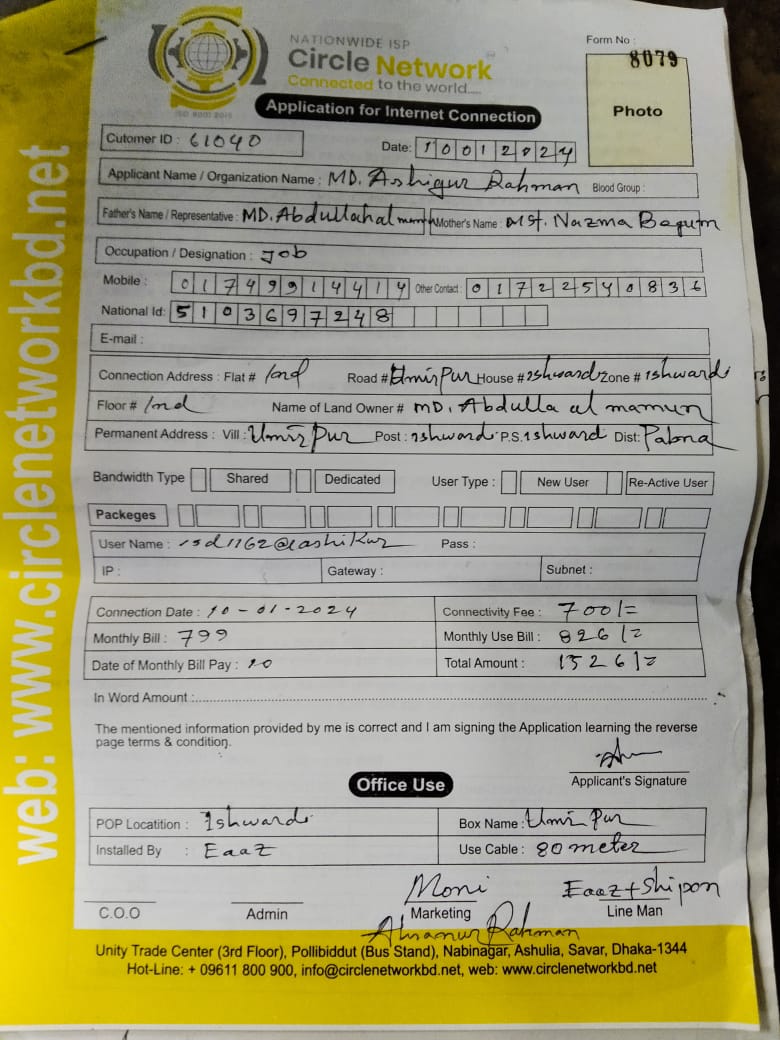 NATIONWIDE ISP
Circle Network
Connected to the world.....
ISO 9001 2015
Form No :
8079
Photo
Application for Internet Connection
Cutomer ID : 61040
Date: 10012024
Applicant Name / Organization Name : MD. Ashiqur Rahman Blood Group :
Father's Name / Representative : MD. Abdullahal mamun Mother's Name : Mst. Nazma Begum
Occupation / Designation : Job
Mobile : 01749914414 Other Contact : 01722540836
National Id: 5103697248
E-mail :
Connection Address : Flat # /nd Road # Umirpur House # Ishwardi Zone # Ishwardi
Floor # /nd Name of Land Owner # MD. Abdulla al mamun
Permanent Address : Vill : Umirpur Post : Ishwardi P.S. Ishwardi Dist: Pabna
Bandwidth Type Shared Dedicated User Type : New User Re-Active User
Packeges
User Name : isd1162@ashikur Pass :
IP : Gateway : Subnet :
Connection Date : 10-01-2024 Connectivity Fee : 700/=
Monthly Bill : 799 Monthly Use Bill : 826/=
Date of Monthly Bill Pay : 10 Total Amount : 1526/=
In Word Amount :
The mentioned information provided by me is correct and I am signing the Application learning the reverse
page terms & condition.
Applicant's Signature
Office Use
POP Locatition : Ishwardi Box Name : Umirpur
Installed By : Eaaz Use Cable : 80 meter
Moni Eaaz + Shipon
C.O.O Admin Marketing Line Man
Rahman
Unity Trade Center (3rd Floor), Pollibiddut (Bus Stand), Nabinagar, Ashulia, Savar, Dhaka-1344
Hot-Line: + 09611 800 900, info@circlenetworkbd.net, web: www.circlenetworkbd.net
web: www.circlenetworkbd.net